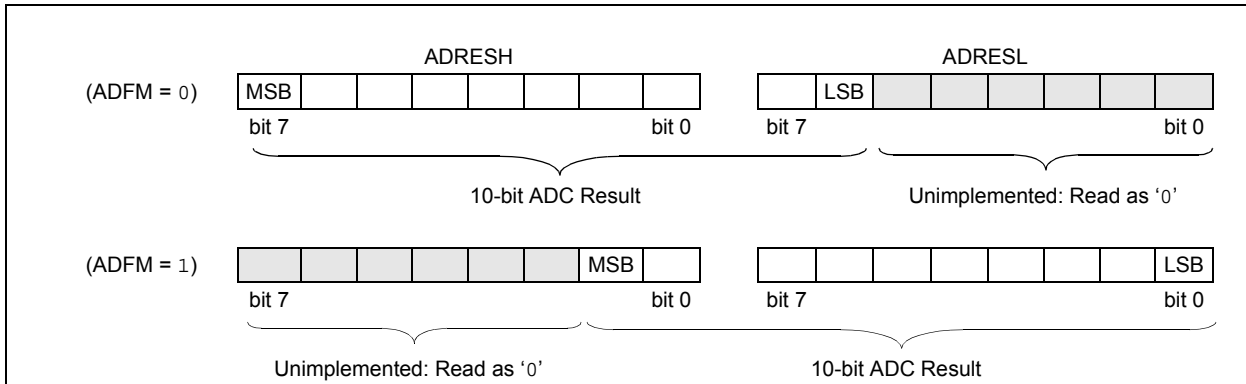 ADRESH ADRESL
(ADFM = 0) MSB LSB
bit 7 bit 0 bit 7 bit 0
10-bit ADC Result Unimplemented: Read as ‘0’
(ADFM = 1) MSB LSB
bit 7 bit 0 bit 7 bit 0
Unimplemented: Read as ‘0’ 10-bit ADC Result